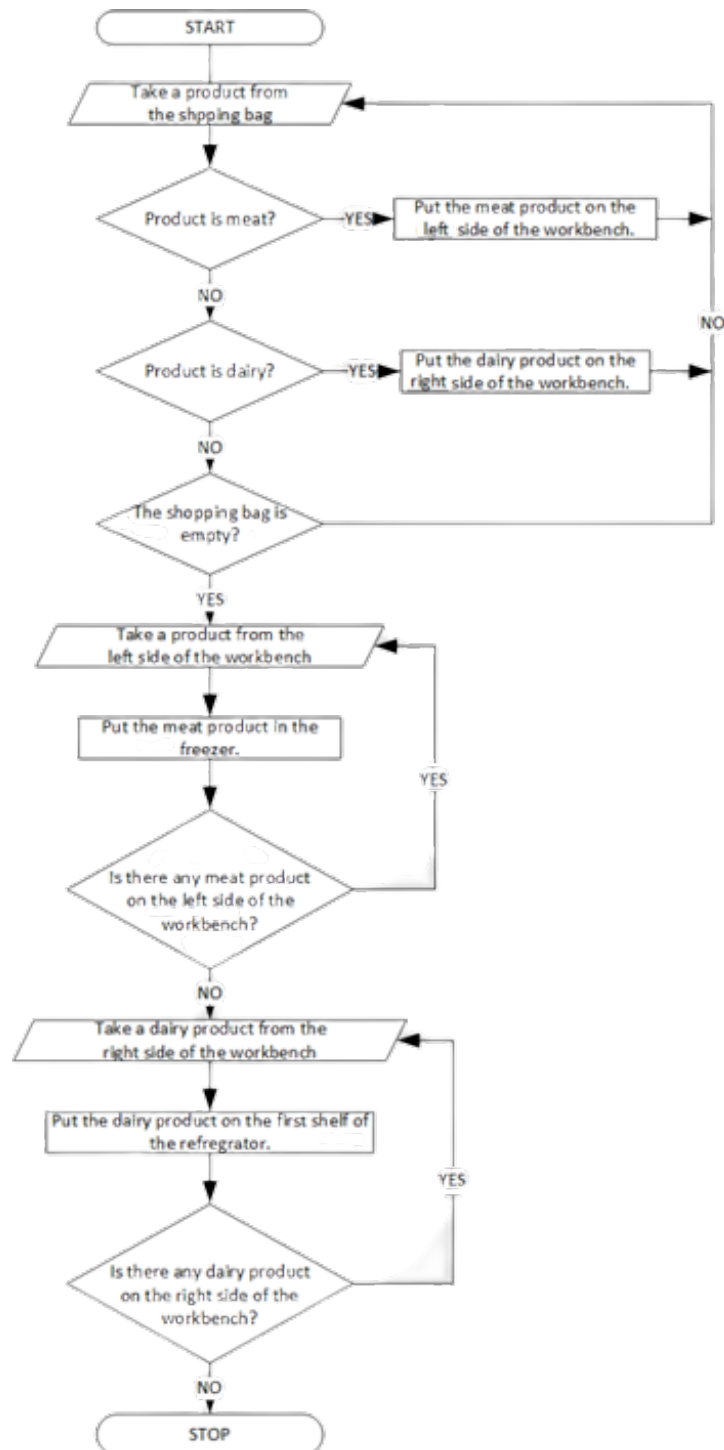 START
Take a product from
the shpping bag
Product is meat?
YES
Put the meat product on the
left side of the workbench.
NO
NO
Product is dairy?
YES
Put the dairy product on the
right side of the workbench.
NO
The shopping bag is
empty?
YES
Take a product from the
left side of the workbench
Put the meat product in the
freezer.
YES
Is there any meat product
on the left side of the
workbench?
NO
Take a dairy product from the
right side of the workbench
Put the dairy product on the first shelf of
the refregrator.
YES
Is there any dairy product
on the right side of the
workbench?
NO
STOP